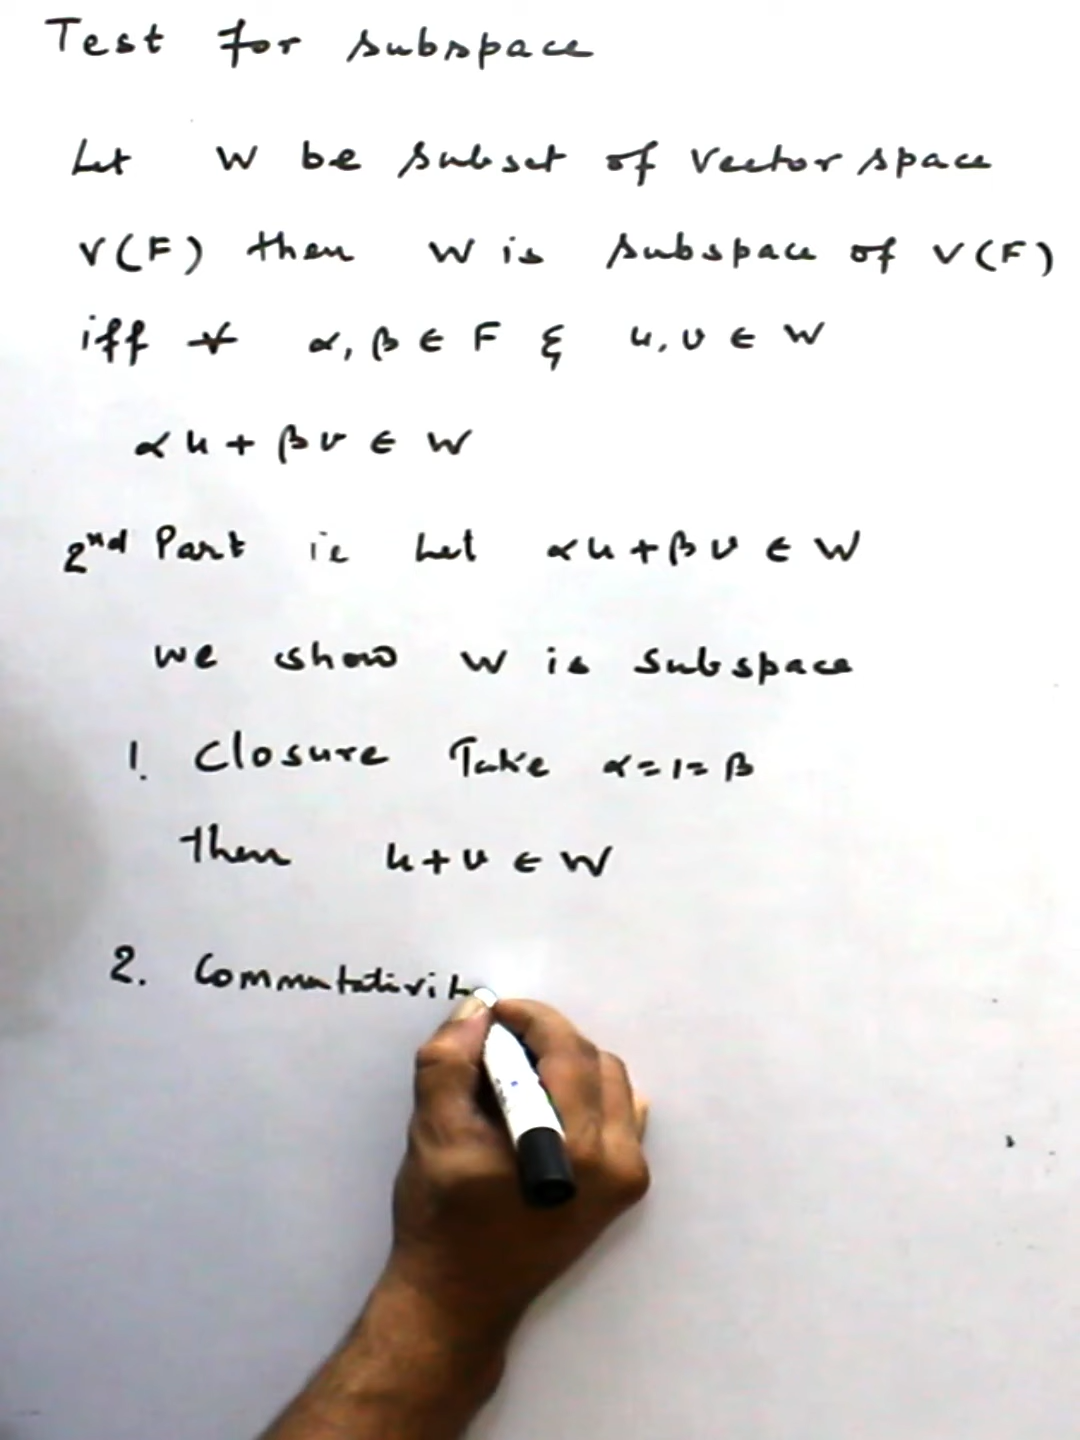 Test for subspace
Let W be subset of vector space
V(F) then W is subspace of V(F)
iff ∀ α, β ∈ F & u, v ∈ W
αu + βv ∈ W
2nd Part ie Let αu + βv ∈ W
we show W is subspace
1. Closure Take α = 1 = β
then u + v ∈ W
2. Commutativit